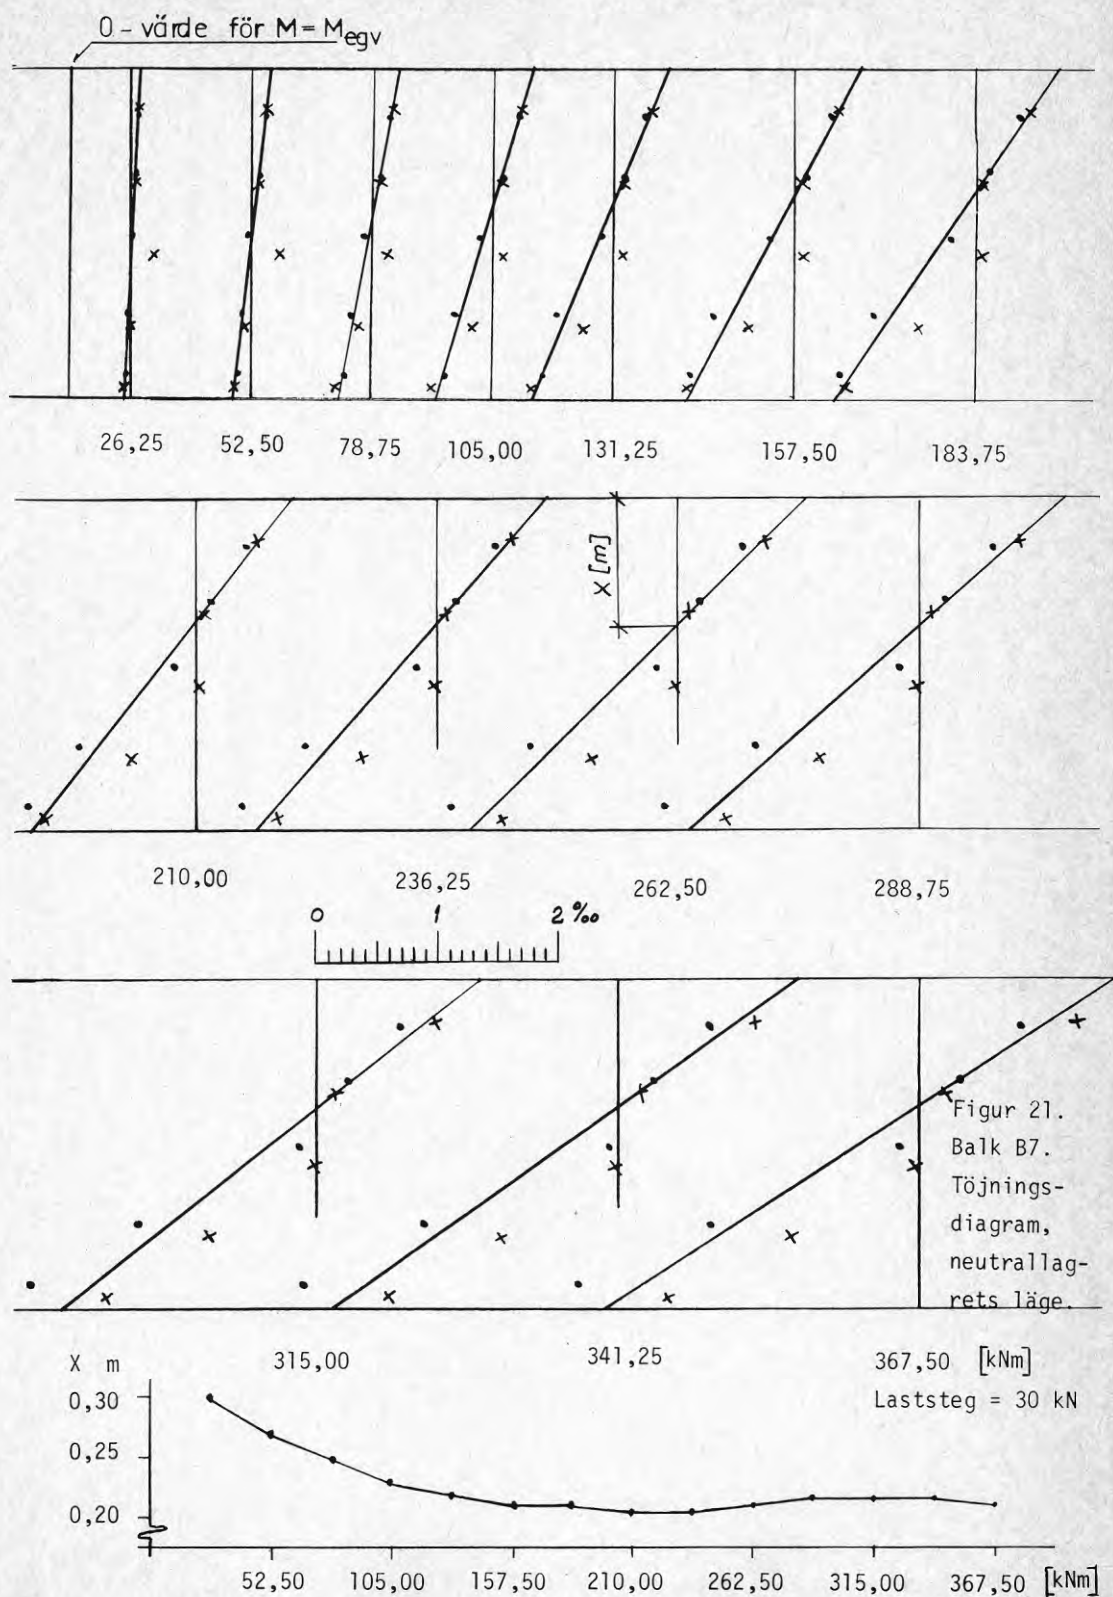 0 - värde för M = Megv
26,25 52,50 78,75 105,00 131,25 157,50 183,75
X [m]
210,00 236,25 262,50 288,75
0 1 2 ‰
Figur 21.
Balk B7.
Töjnings-
diagram,
neutrallag-
rets läge.
315,00 341,25 367,50 [kNm]
Laststeg = 30 kN
X m
0,30
0,25
0,20
52,50 105,00 157,50 210,00 262,50 315,00 367,50 [kNm]